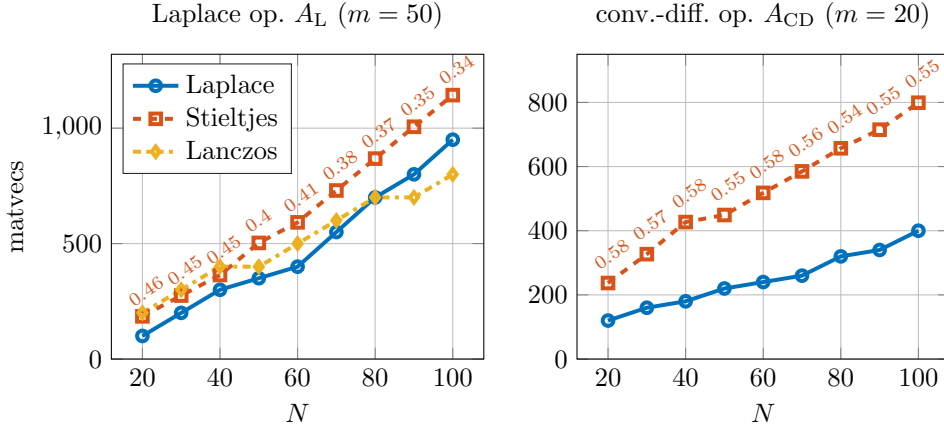 Laplace op. A_L (m = 50)
conv.-diff. op. A_CD (m = 20)
Laplace
Stieltjes
Lanczos
0.46
0.45
0.45
0.4
0.41
0.38
0.37
0.35
0.34
0.58
0.57
0.58
0.55
0.58
0.56
0.54
0.55
0.55
1,000
500
0
800
600
400
200
0
matvecs
20 40 60 80 100
20 40 60 80 100
N
N